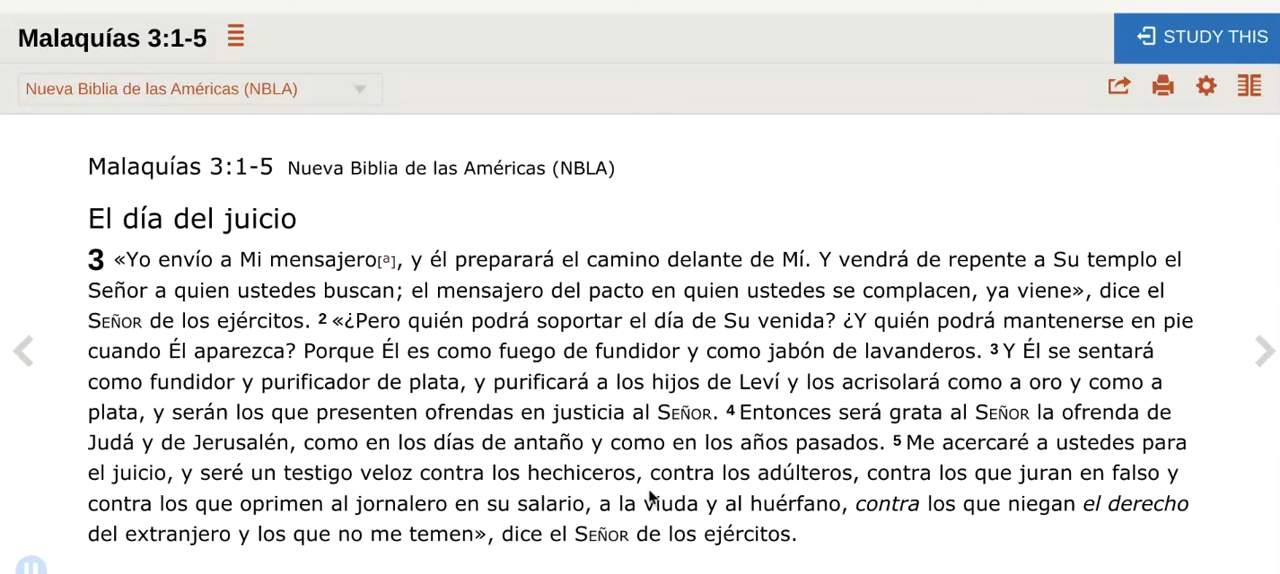 Malaquías 3:1-5
STUDY THIS
Nueva Biblia de las Américas (NBLA)
Malaquías 3:1-5 Nueva Biblia de las Américas (NBLA)
El día del juicio
3 «Yo envío a Mi mensajero[a], y él preparará el camino delante de Mí. Y vendrá de repente a Su templo el
Señor a quien ustedes buscan; el mensajero del pacto en quien ustedes se complacen, ya viene», dice el
SEÑOR de los ejércitos. 2 «¿Pero quién podrá soportar el día de Su venida? ¿Y quién podrá mantenerse en pie
cuando Él aparezca? Porque Él es como fuego de fundidor y como jabón de lavanderos. 3 Y Él se sentará
como fundidor y purificador de plata, y purificará a los hijos de Leví y los acrisolará como a oro y como a
plata, y serán los que presenten ofrendas en justicia al SEÑOR. 4 Entonces será grata al SEÑOR la ofrenda de
Judá y de Jerusalén, como en los días de antaño y como en los años pasados. 5 Me acercaré a ustedes para
el juicio, y seré un testigo veloz contra los hechiceros, contra los adúlteros, contra los que juran en falso y
contra los que oprimen al jornalero en su salario, a la viuda y al huérfano, contra los que niegan el derecho
del extranjero y los que no me temen», dice el SEÑOR de los ejércitos.